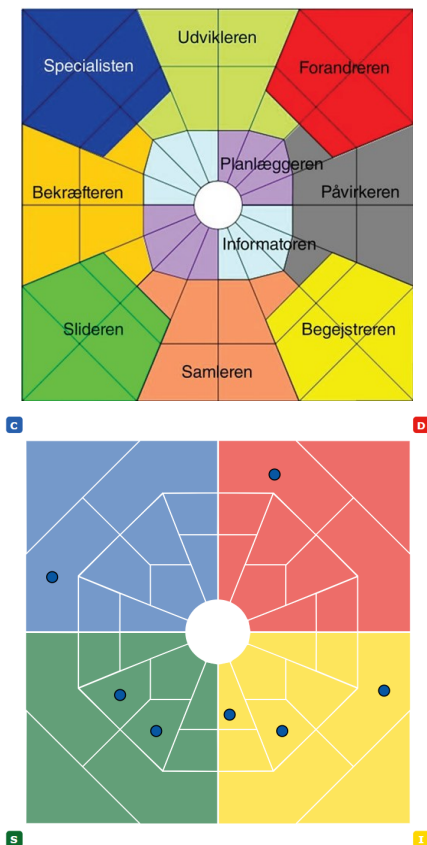 Udvikleren
Specialisten
Forandreren
Planlæggeren
Bekræfteren
Påvirkeren
Informatoren
Slideren
Begejstreren
Samleren
C
D
S
I